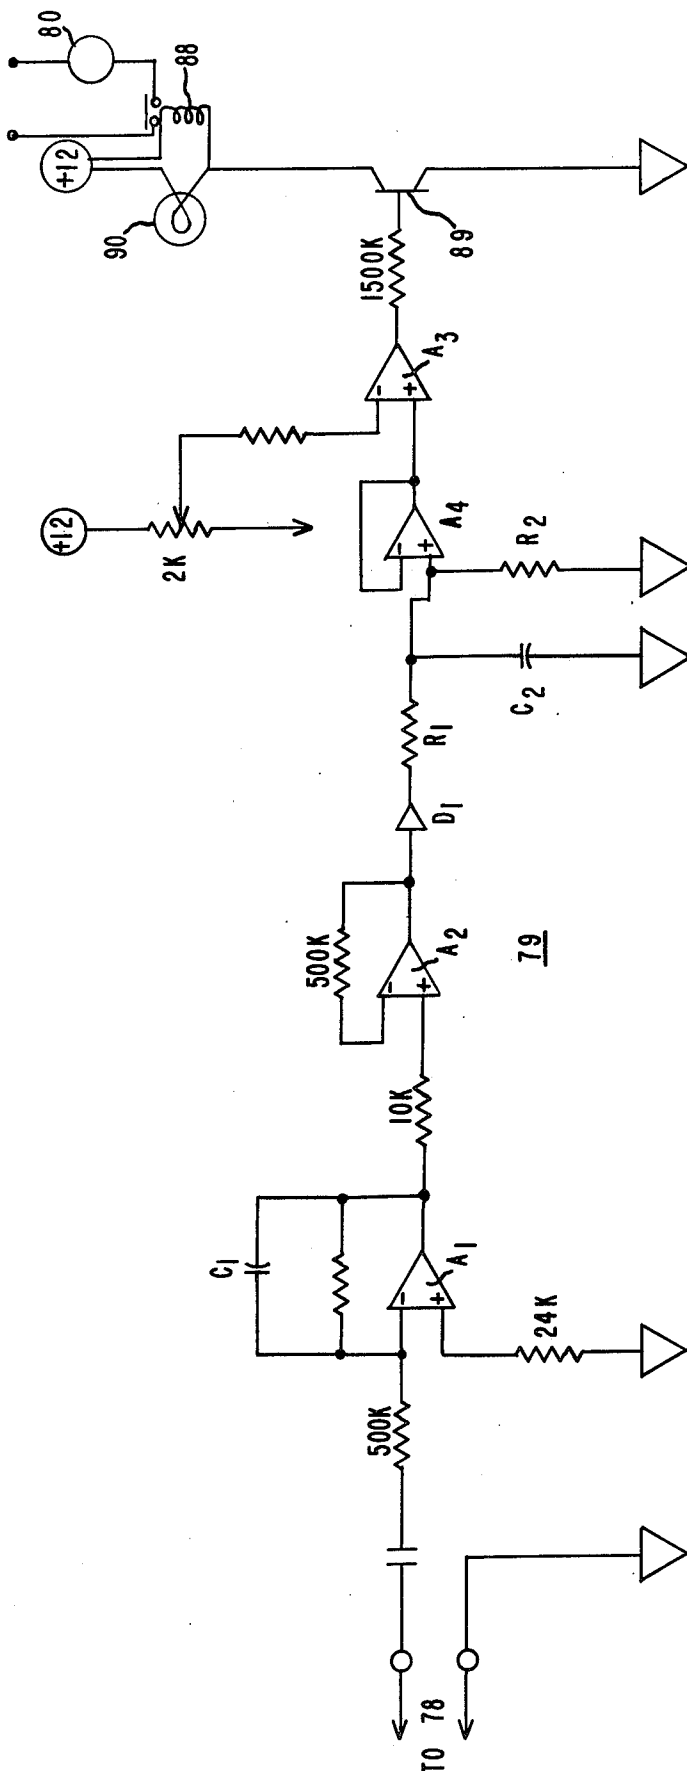 TO 78
500K
C1
A1
24K
10K
500K
A2
79
D1
R1
C2
R2
A4
+12
2K
-
+
-
+
-
+
-
+
A3
1500K
89
90
+12
88
80